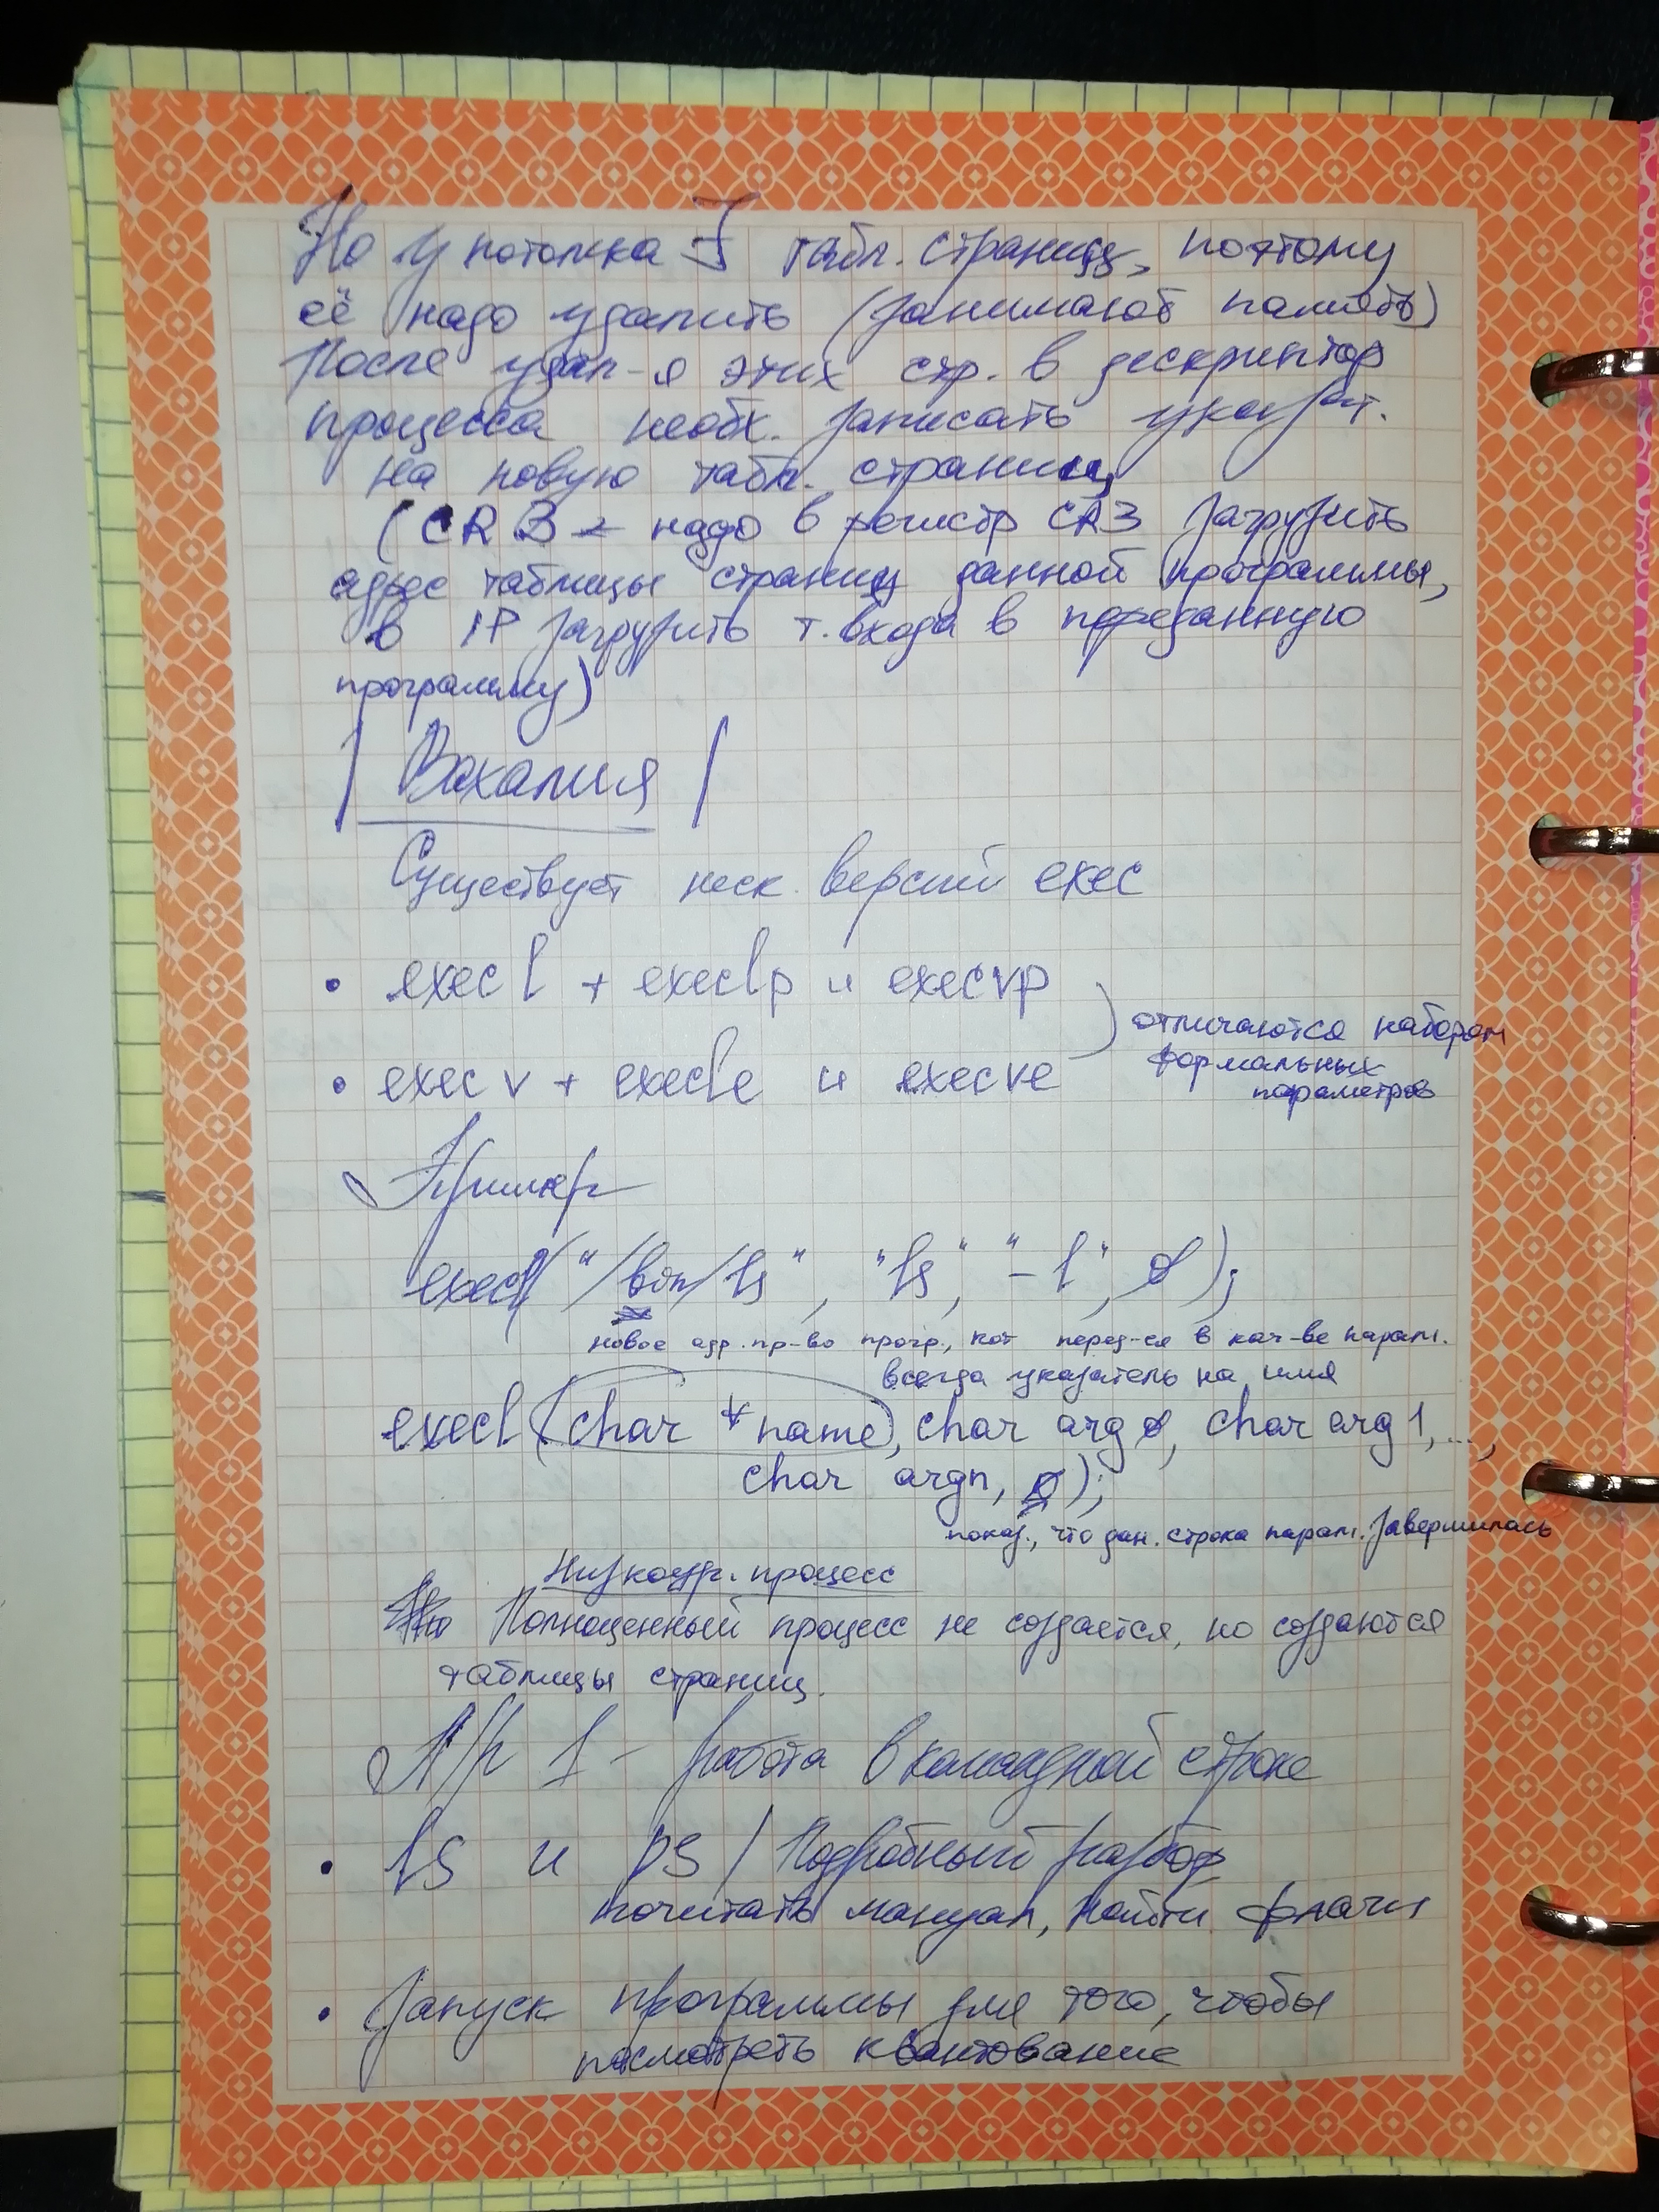 Но у потомка ∃ табл. страниц, поэтому
её надо удалить (занимают память)
После удал-я этих стр. в дескриптор
процесса необх. записать указат.
на новую табл. страниц
(CR3 - надо в регистр CR3 загрузить
адрес таблицы страниц данной программы,
в IP загрузить т. входа в переданную
программу)
| Вахалия |
Существует неск. версий exec
• execl + execlp и execvp
• execv + execle и execve
отличаются набором
формальных
параметров
Пример
execl("/bin/ls", "ls", "-l", 0);
новое адр. пр-во прогр., кот перед-ся в кач-ве парам.
всегда указатель на имя
execl(char *name, char arg0, char arg1, ...,
char argn, 0);
показ., что дан. строка парам. завершилась
Низкоур. процесс
Полноценный процесс не создается, но создаются
таблицы страниц.
Л/р 1 - работа в командной строке
• ls и ps / Подробный разбор
почитать мануал, найти флаги
• Запуск программы для того, чтобы
посмотреть квантование